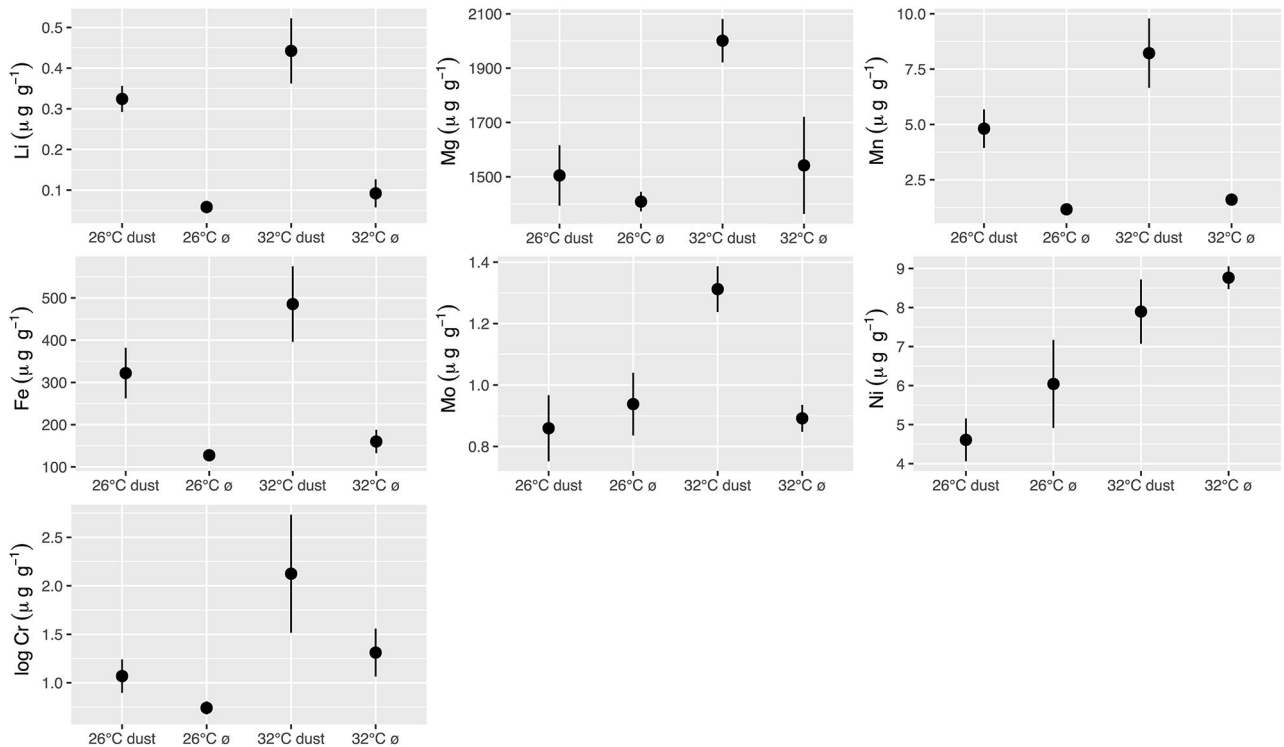 Li (μ g g⁻¹)
0.5
0.4
0.3
0.2
0.1
26°C dust 26°C ø 32°C dust 32°C ø
Mg (μ g g⁻¹)
2100
1900
1700
1500
26°C dust 26°C ø 32°C dust 32°C ø
Mn (μ g g⁻¹)
10.0
7.5
5.0
2.5
26°C dust 26°C ø 32°C dust 32°C ø
Fe (μ g g⁻¹)
500
400
300
200
100
26°C dust 26°C ø 32°C dust 32°C ø
Mo (μ g g⁻¹)
1.4
1.2
1.0
0.8
26°C dust 26°C ø 32°C dust 32°C ø
Ni (μ g g⁻¹)
9
8
7
6
5
4
26°C dust 26°C ø 32°C dust 32°C ø
log Cr (μ g g⁻¹)
2.5
2.0
1.5
1.0
26°C dust 26°C ø 32°C dust 32°C ø